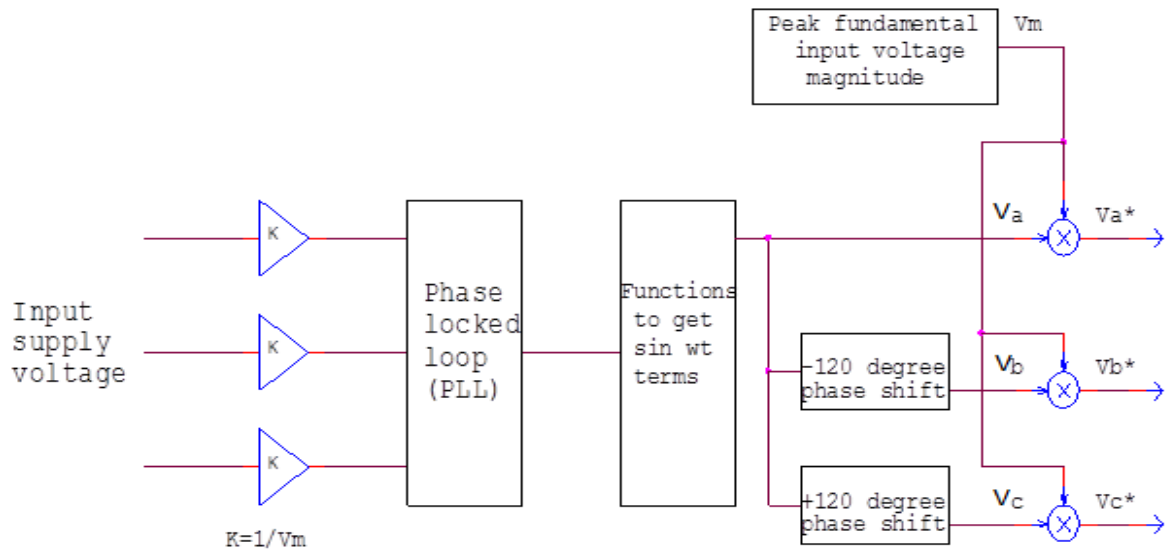 Peak fundamental
input voltage
magnitude
Vm
K
K
K
Input
supply
voltage
K=1/Vm
Phase
locked
loop
(PLL)
Functions
to get
sin wt
terms
-120 degree
phase shift
+120 degree
phase shift
Va
X
Va*
Vb
X
Vb*
Vc
X
Vc*